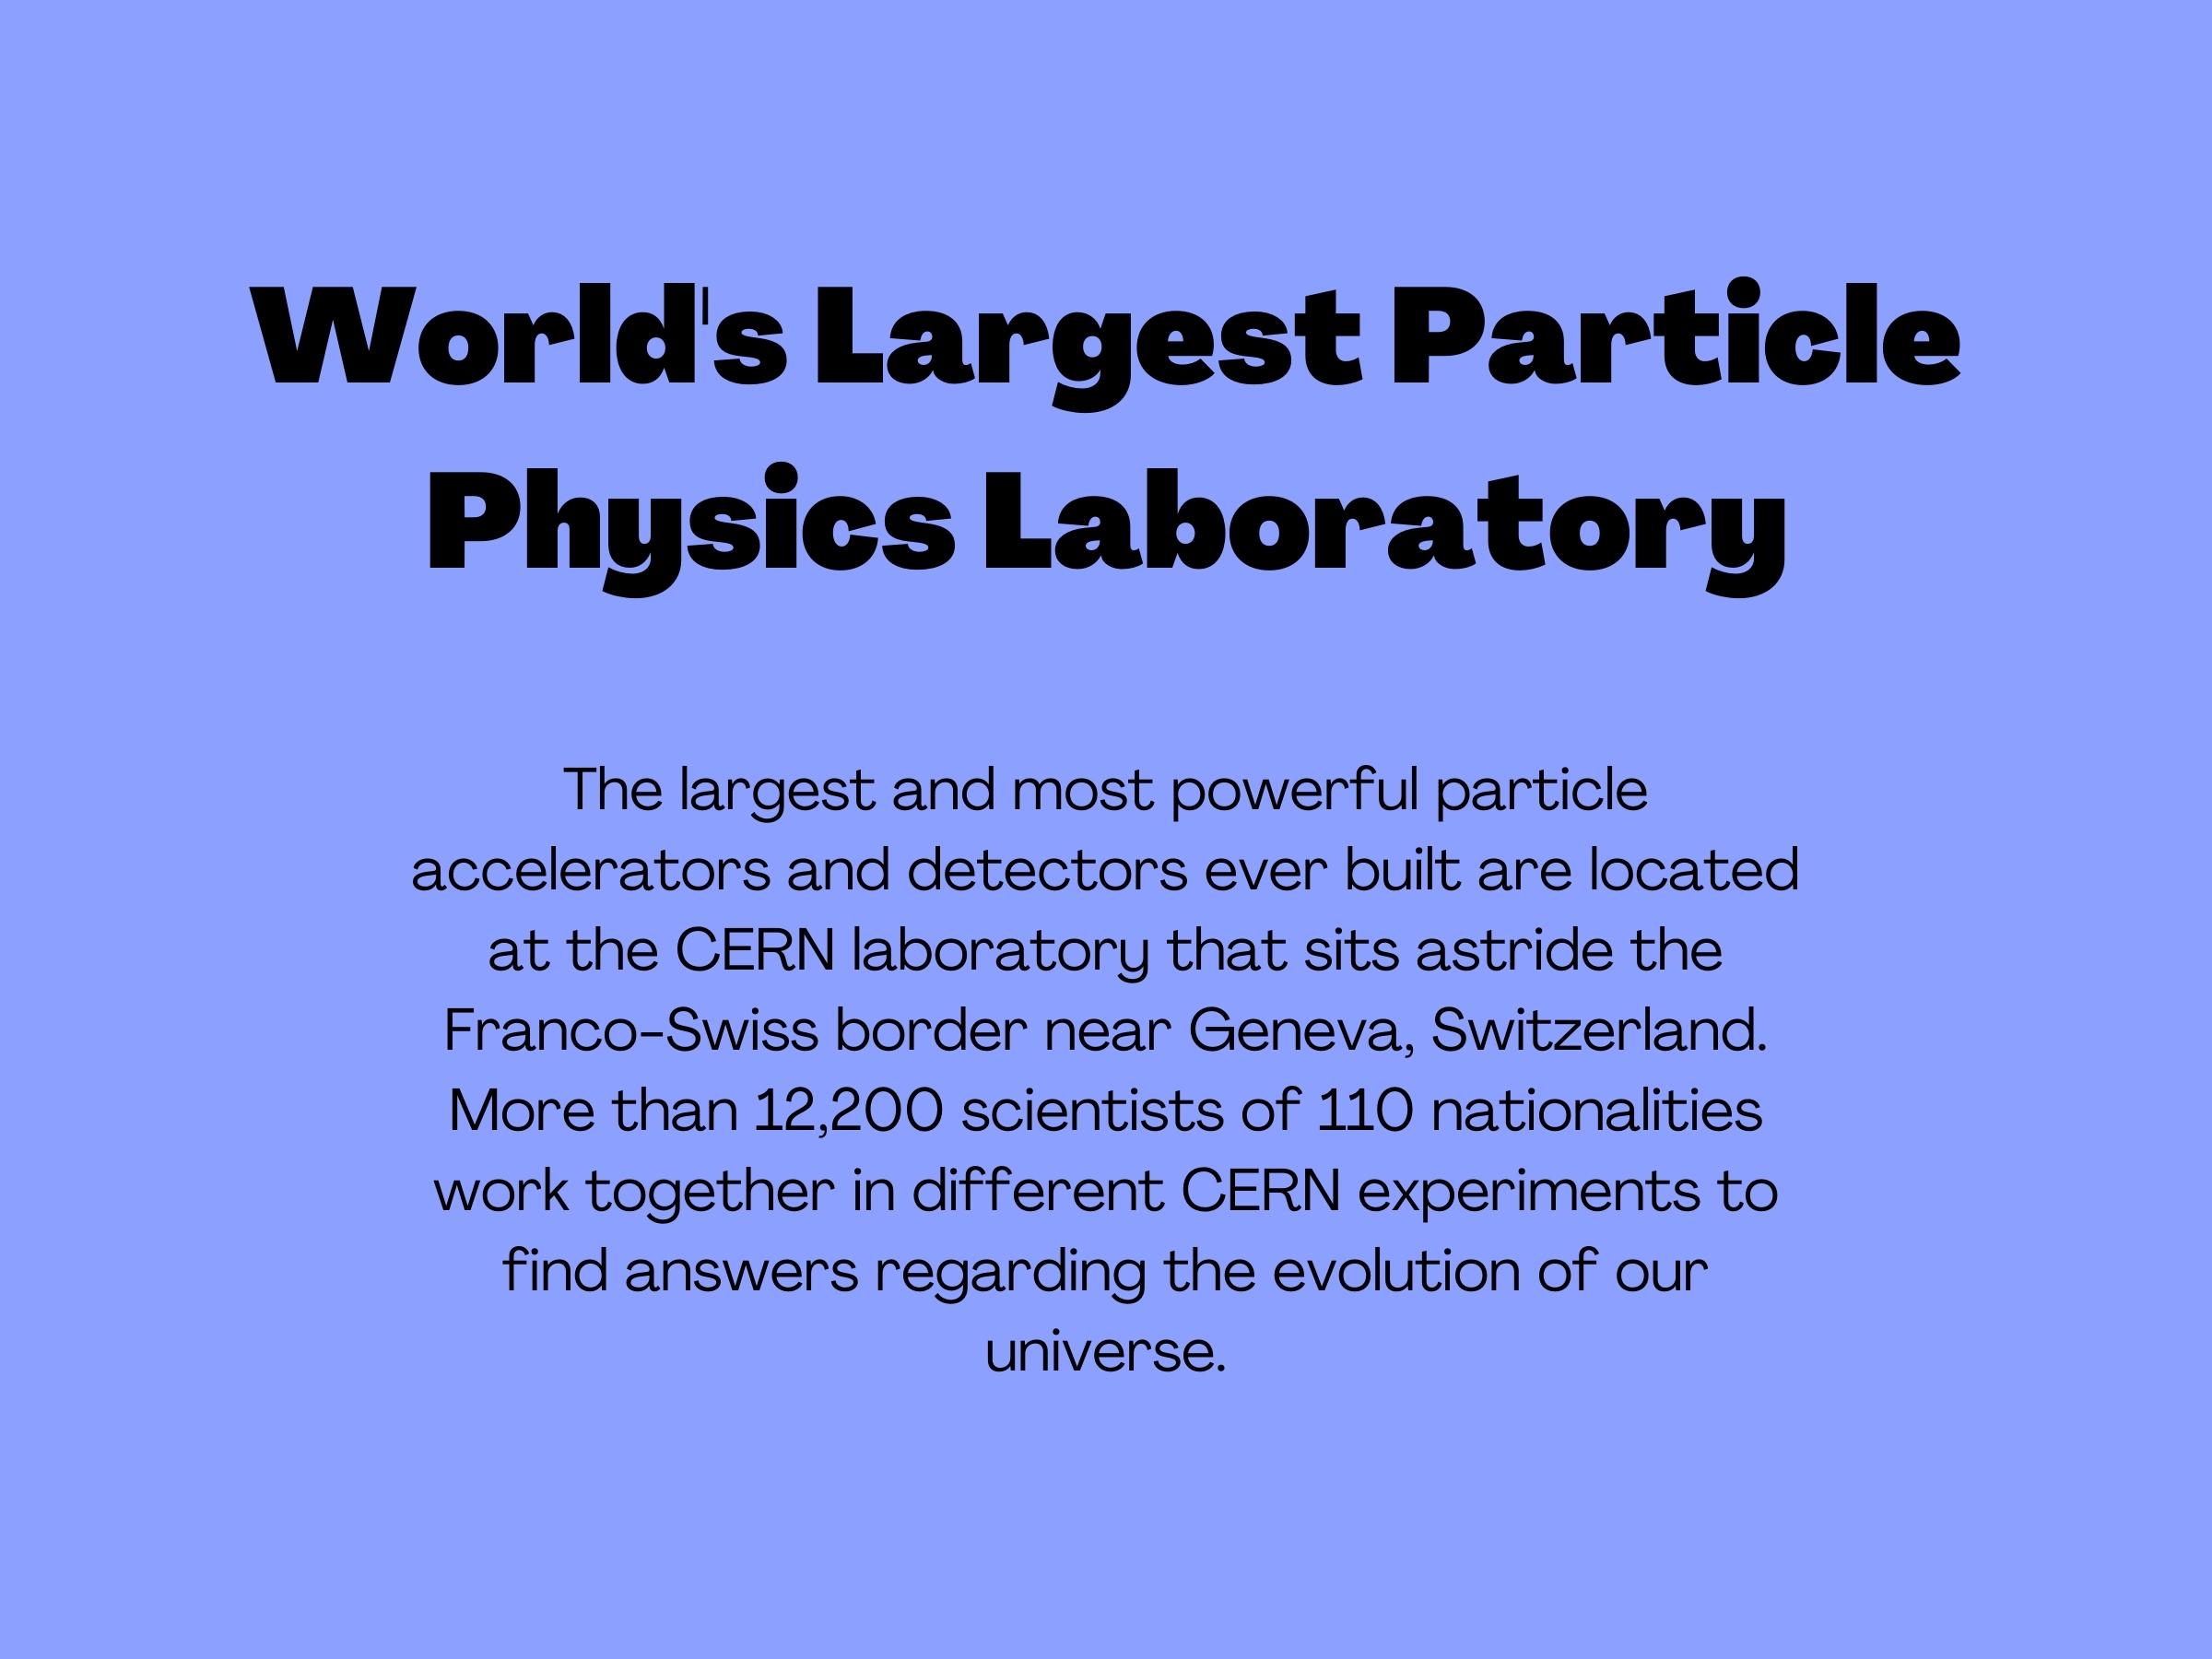 World's Largest Particle
Physics Laboratory
The largest and most powerful particle
accelerators and detectors ever built are located
at the CERN laboratory that sits astride the
Franco-Swiss border near Geneva, Switzerland.
More than 12,200 scientists of 110 nationalities
work together in different CERN experiments to
find answers regarding the evolution of our
universe.